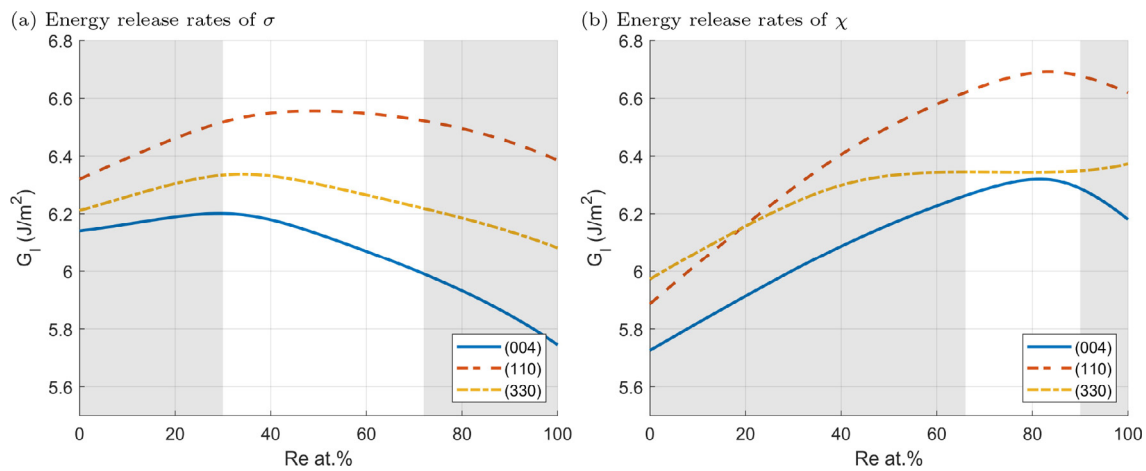 (a) Energy release rates of σ
6.8
6.6
6.4
6.2
6
5.8
5.6
G_I (J/m²)
0 20 40 60 80 100
Re at.%
(004)
(110)
(330)
(b) Energy release rates of χ
6.8
6.6
6.4
6.2
6
5.8
5.6
G_I (J/m²)
0 20 40 60 80 100
Re at.%
(004)
(110)
(330)